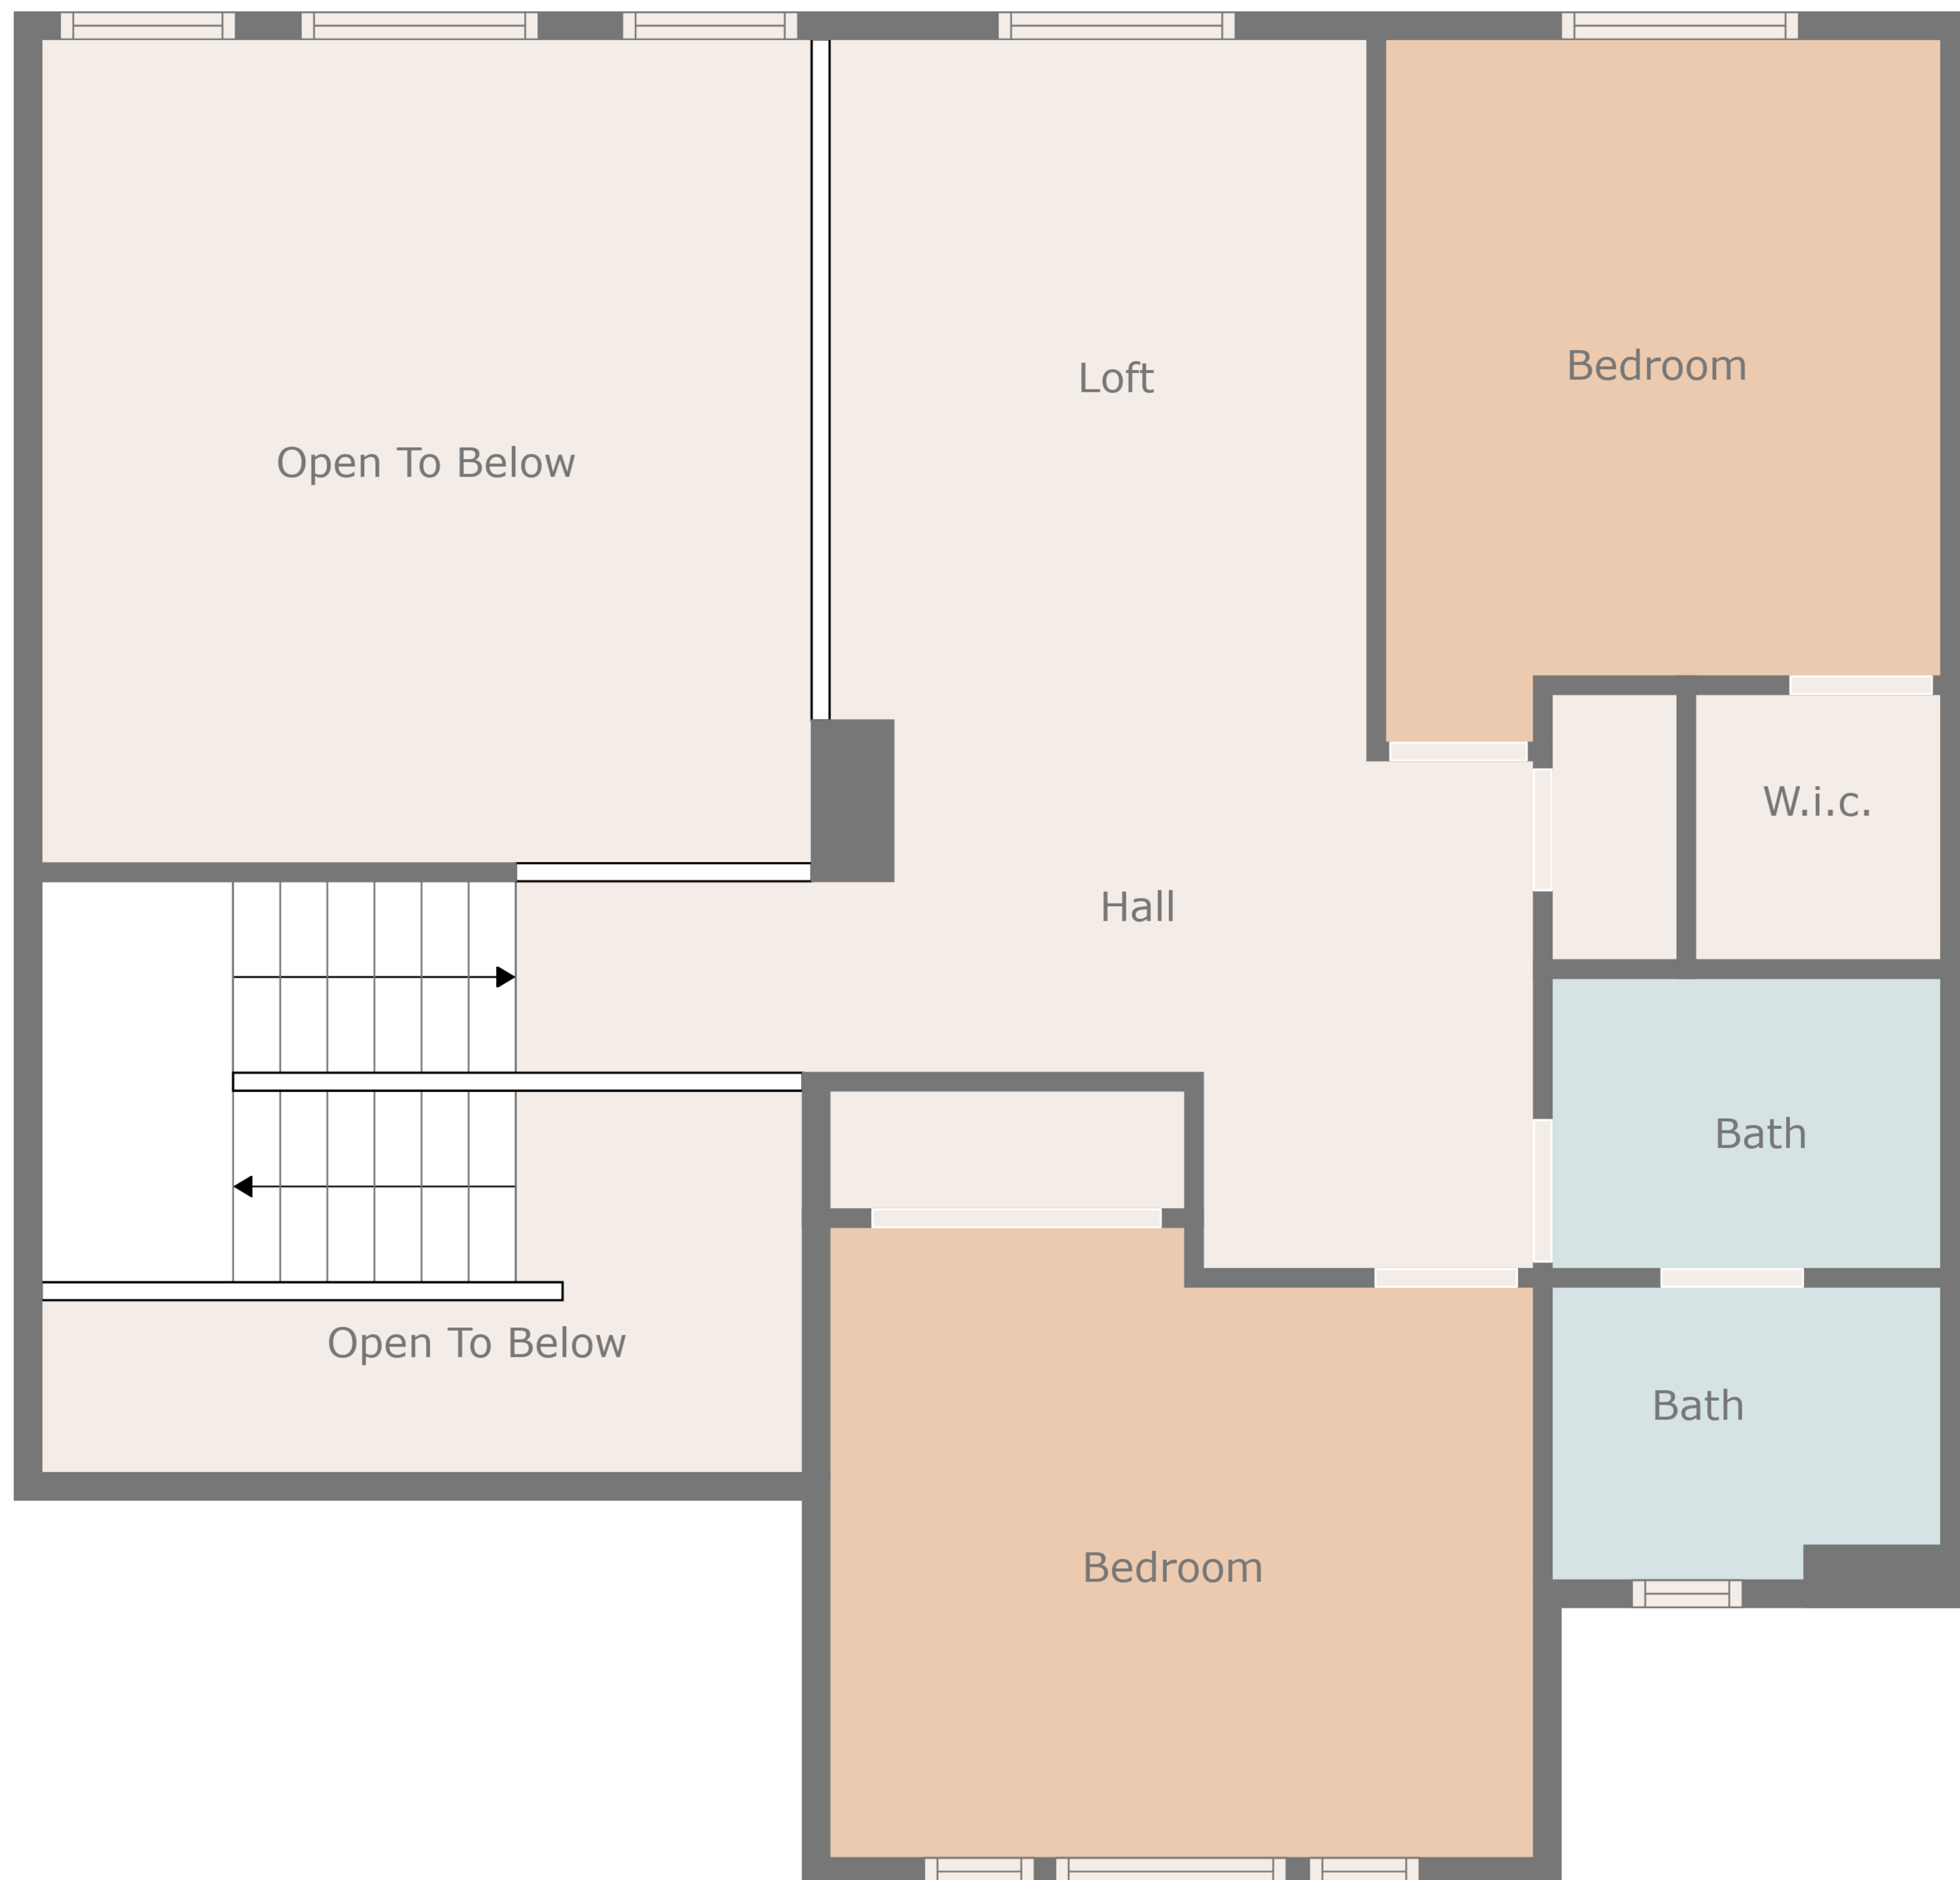 Bedroom
Loft
Open To Below
W.i.c.
Hall
Bath
Open To Below
Bath
Bedroom